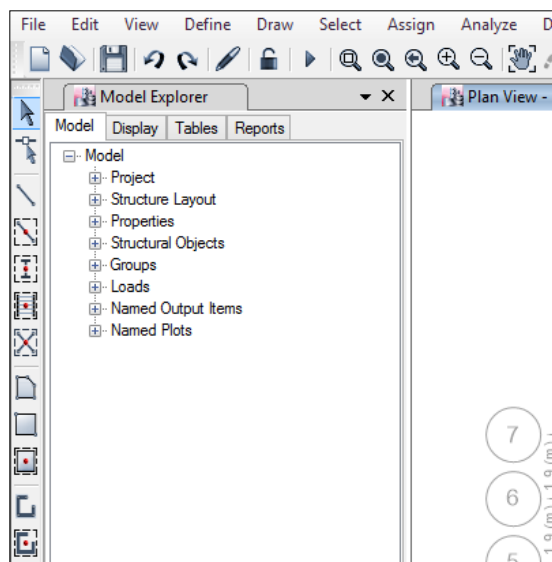 File Edit View Define Draw Select Assign Analyze D
Model Explorer
Plan View -
Model Display Tables Reports
Model
Project
Structure Layout
Properties
Structural Objects
Groups
Loads
Named Output Items
Named Plots
7
6
5